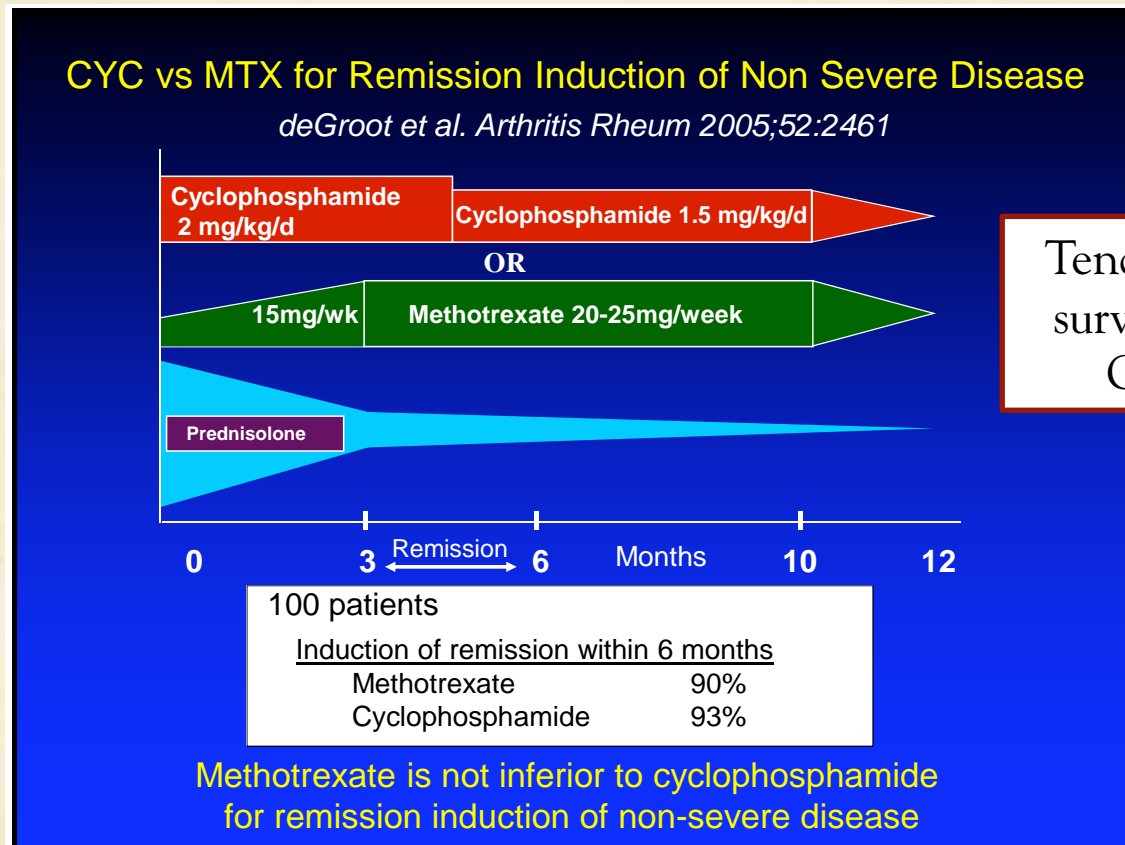 CYC vs MTX for Remission Induction of Non Severe Disease
deGroot et al. Arthritis Rheum 2005;52:2461
Cyclophosphamide
2 mg/kg/d
Cyclophosphamide 1.5 mg/kg/d
OR
15mg/wk
Methotrexate 20-25mg/week
Prednisolone
0 3 Remission 6 Months 10 12
100 patients
Induction of remission within 6 months
Methotrexate 90%
Cyclophosphamide 93%
Methotrexate is not inferior to cyclophosphamide
for remission induction of non-severe disease